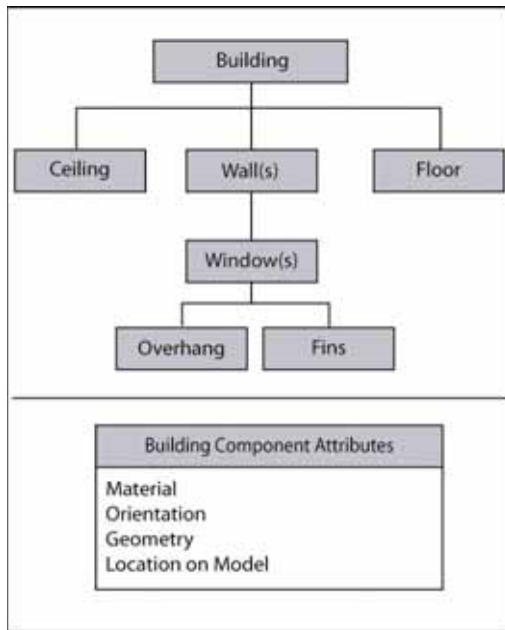 Building
Ceiling
Wall(s)
Floor
Window(s)
Overhang
Fins
Building Component Attributes
Material
Orientation
Geometry
Location on Model